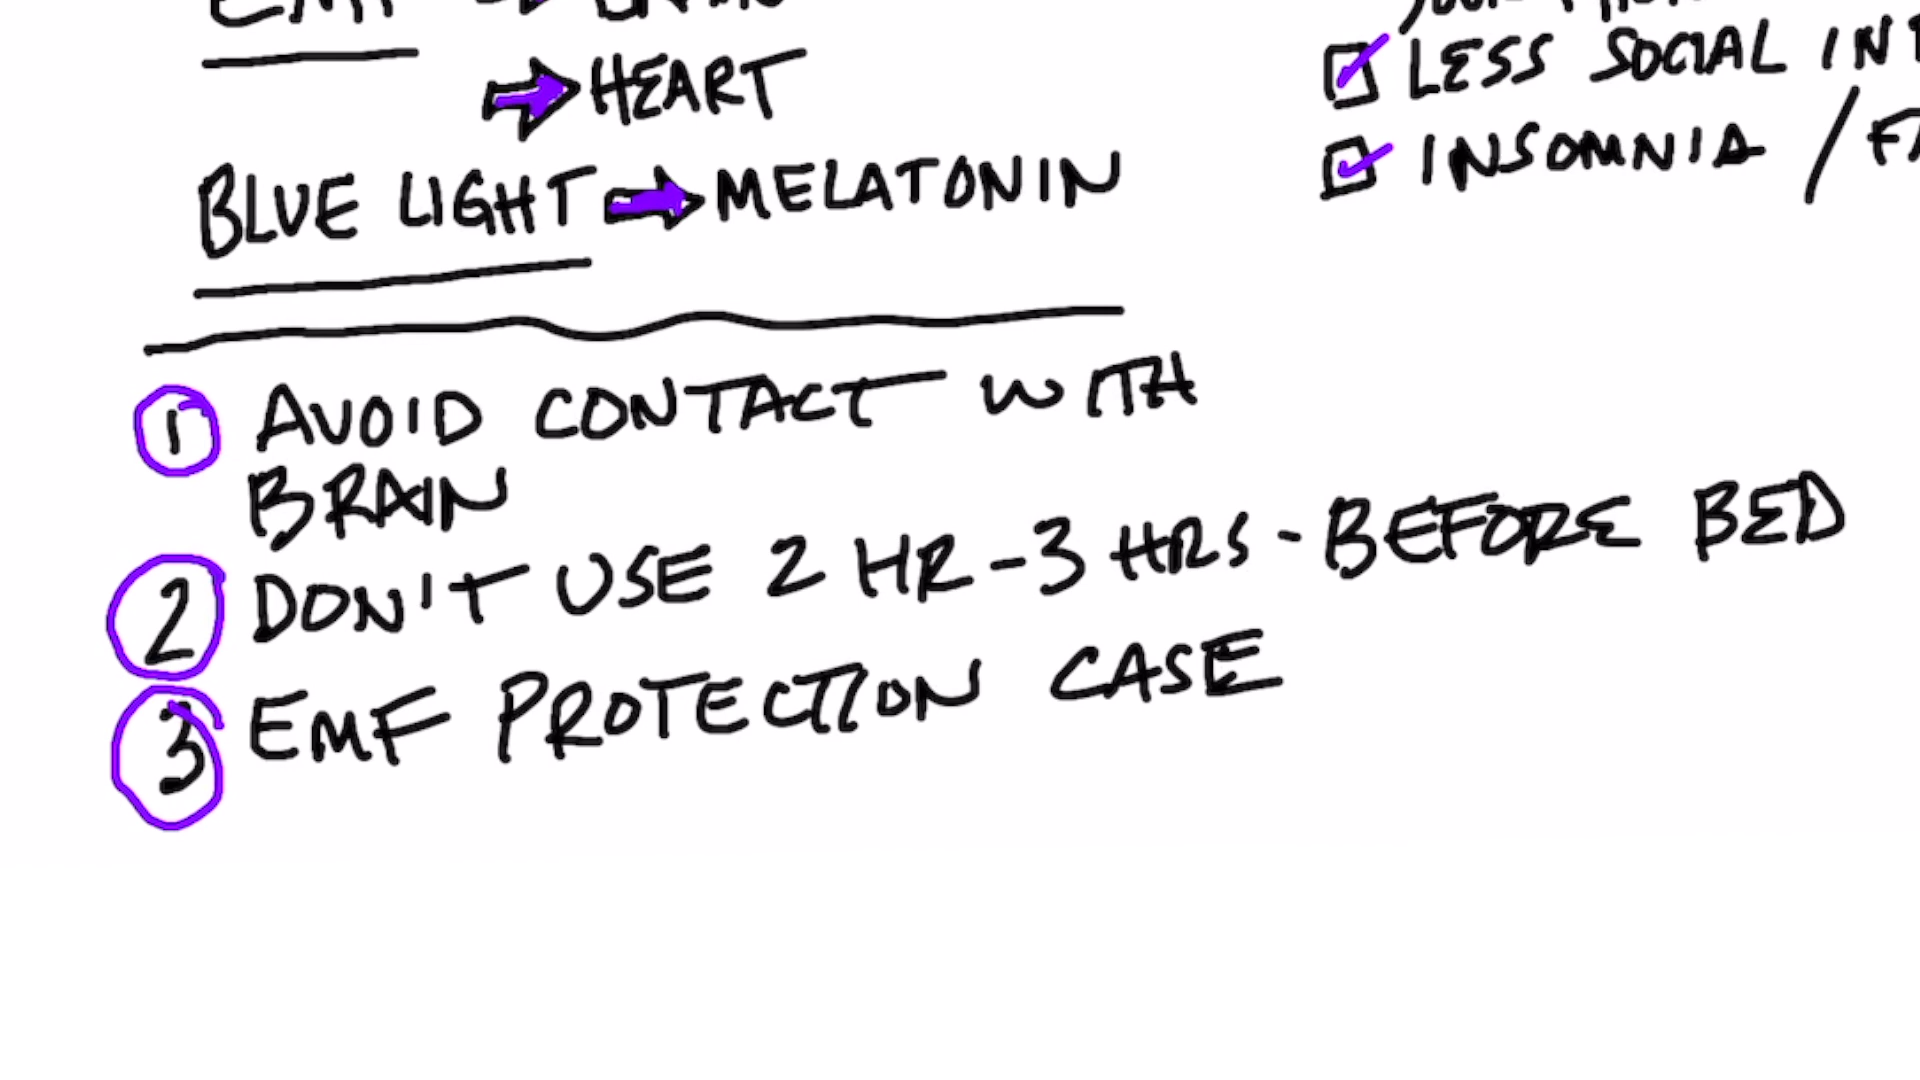 HEART
BLUE LIGHT MELATONIN
1 AVOID CONTACT WITH
BRAIN
2 DON'T USE 2 HR-3 HRS-BEFORE BED
3 EMF PROTECTION CASE
LESS SOCIAL
INSOMNIA /